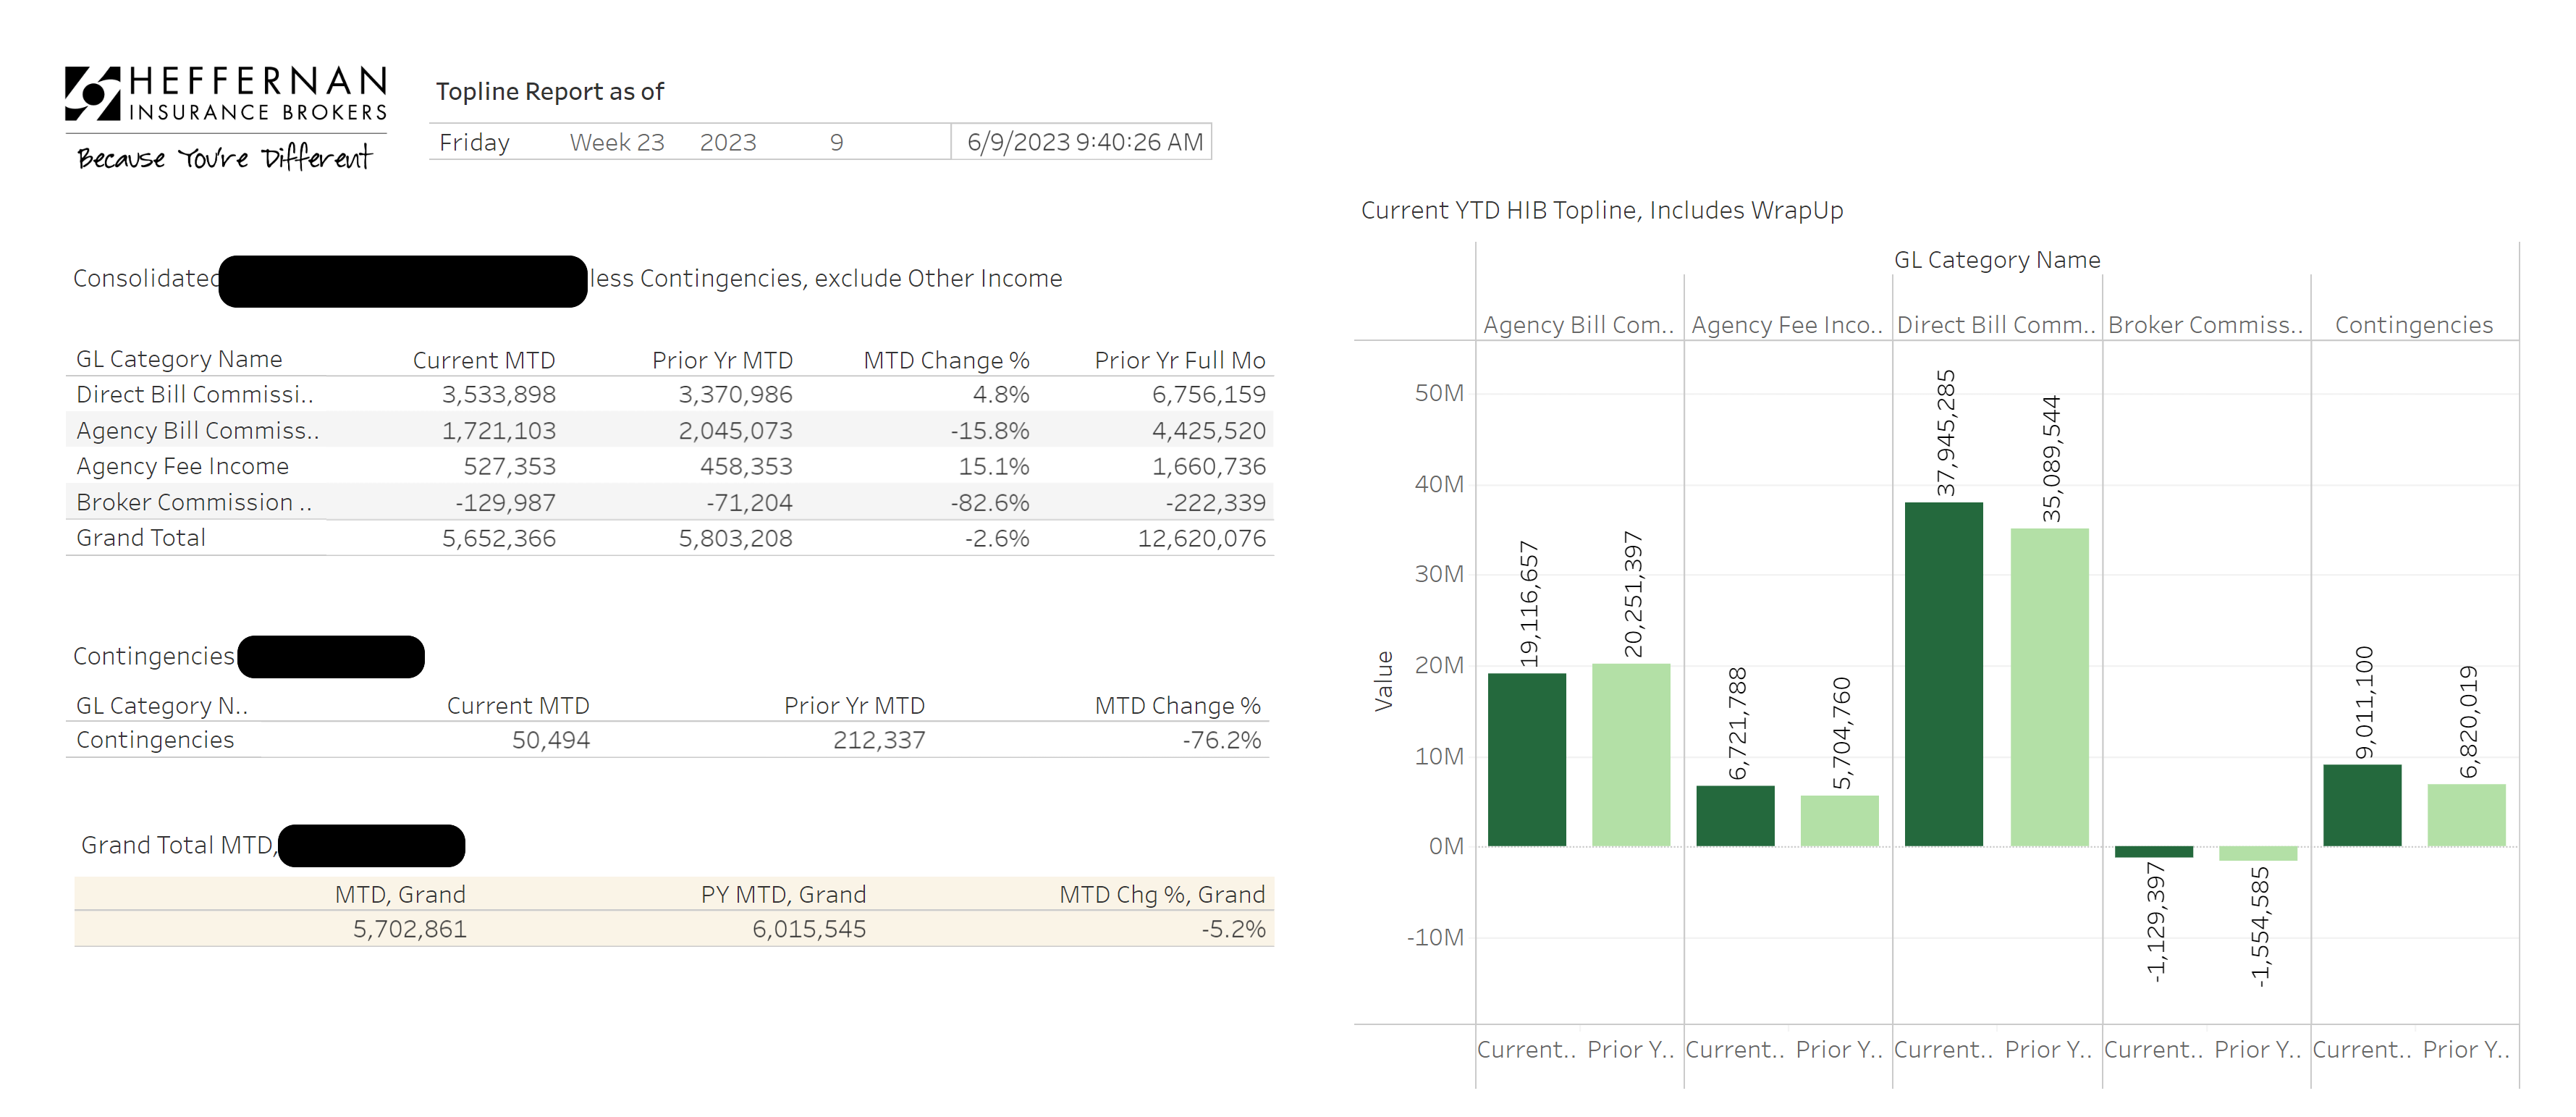 HEFFERNAN
INSURANCE BROKERS
Because You're Different
Topline Report as of
Friday Week 23 2023 9 6/9/2023 9:40:26 AM
Consolidated less Contingencies, exclude Other Income
GL Category Name Current MTD Prior Yr MTD MTD Change % Prior Yr Full Mo
Direct Bill Commissi.. 3,533,898 3,370,986 4.8% 6,756,159
Agency Bill Commiss.. 1,721,103 2,045,073 -15.8% 4,425,520
Agency Fee Income 527,353 458,353 15.1% 1,660,736
Broker Commission .. -129,987 -71,204 -82.6% -222,339
Grand Total 5,652,366 5,803,208 -2.6% 12,620,076
Contingencies
GL Category N.. Current MTD Prior Yr MTD MTD Change %
Contingencies 50,494 212,337 -76.2%
Grand Total MTD,
MTD, Grand PY MTD, Grand MTD Chg %, Grand
5,702,861 6,015,545 -5.2%
Current YTD HIB Topline, Includes WrapUp
GL Category Name
Agency Bill Com.. Agency Fee Inco.. Direct Bill Comm.. Broker Commiss.. Contingencies
Value
50M
40M
30M
20M
10M
0M
-10M
19,116,657
20,251,397
6,721,788
5,704,760
37,945,285
35,089,544
-1,129,397
-1,554,585
9,011,100
6,820,019
Current.. Prior Y.. Current.. Prior Y.. Current.. Prior Y.. Current.. Prior Y.. Current.. Prior Y..